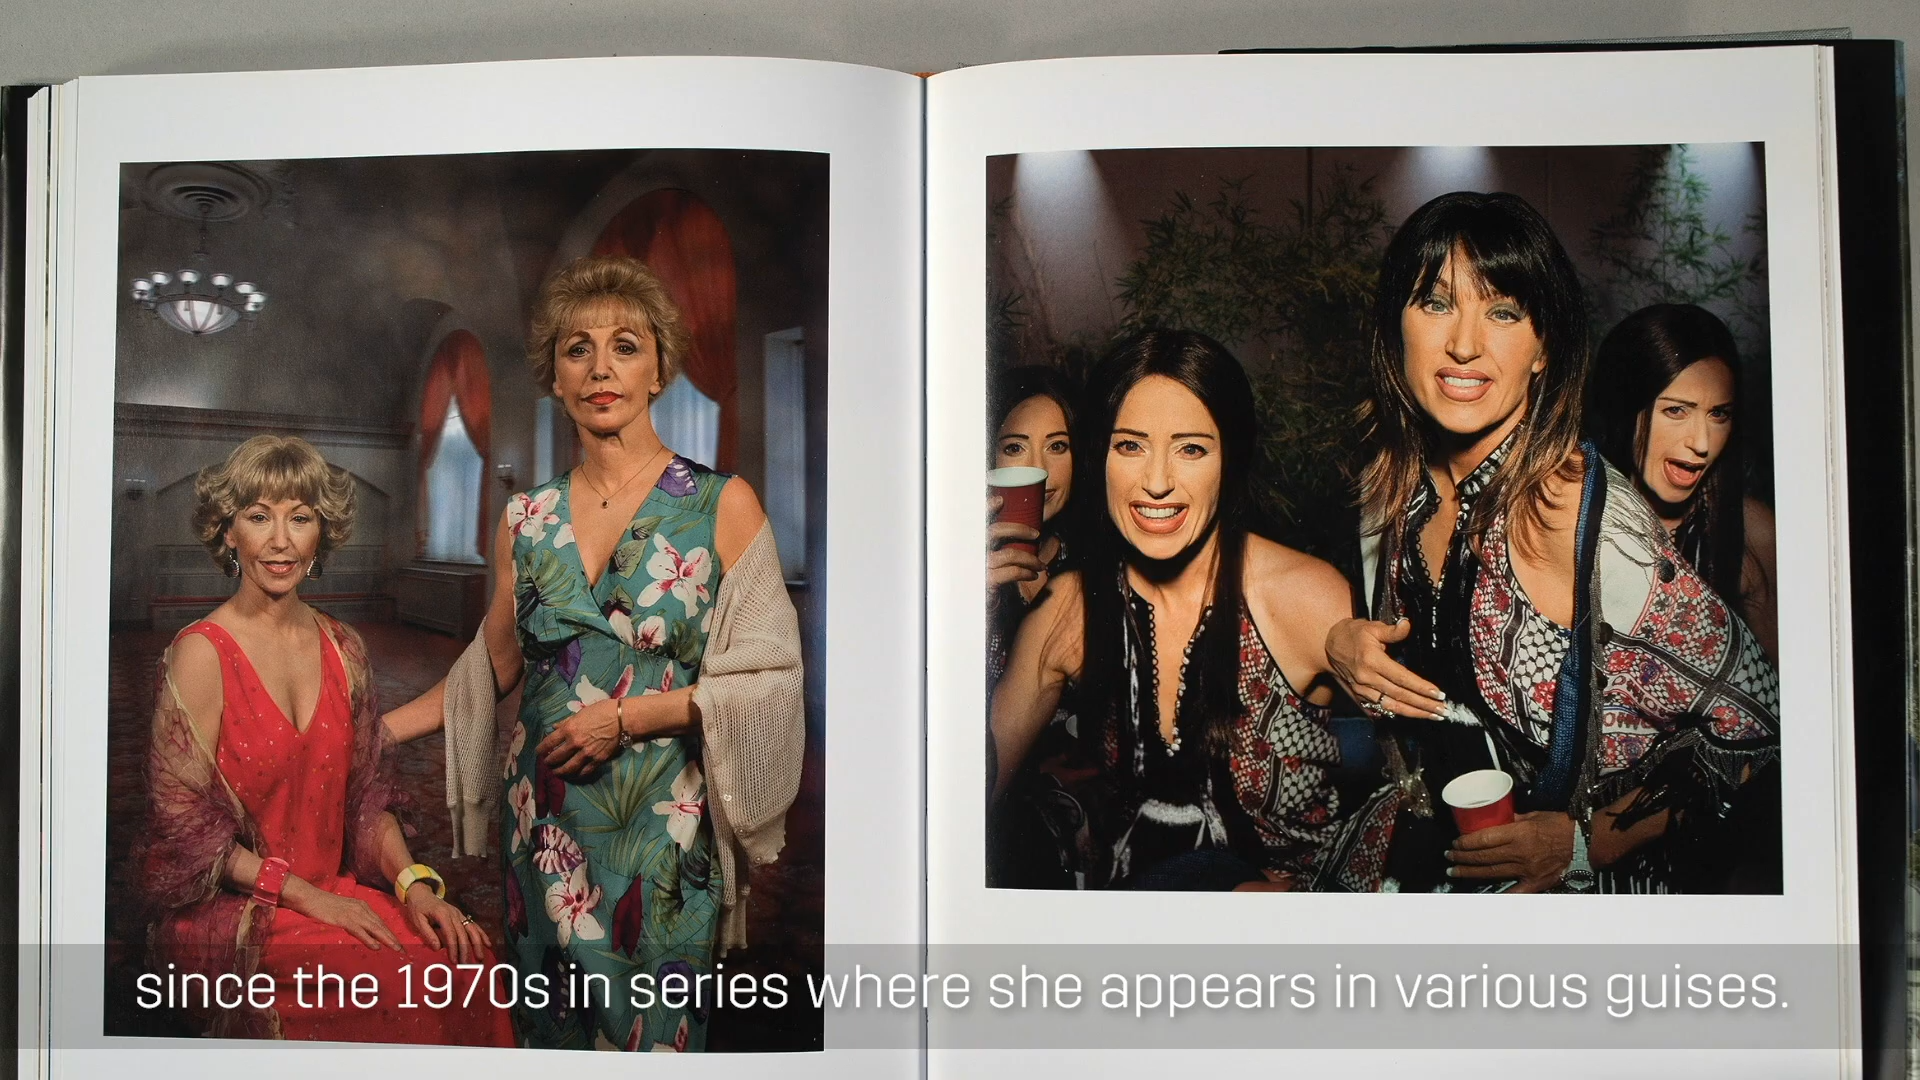 since the 1970s in series where she appears in various guises.